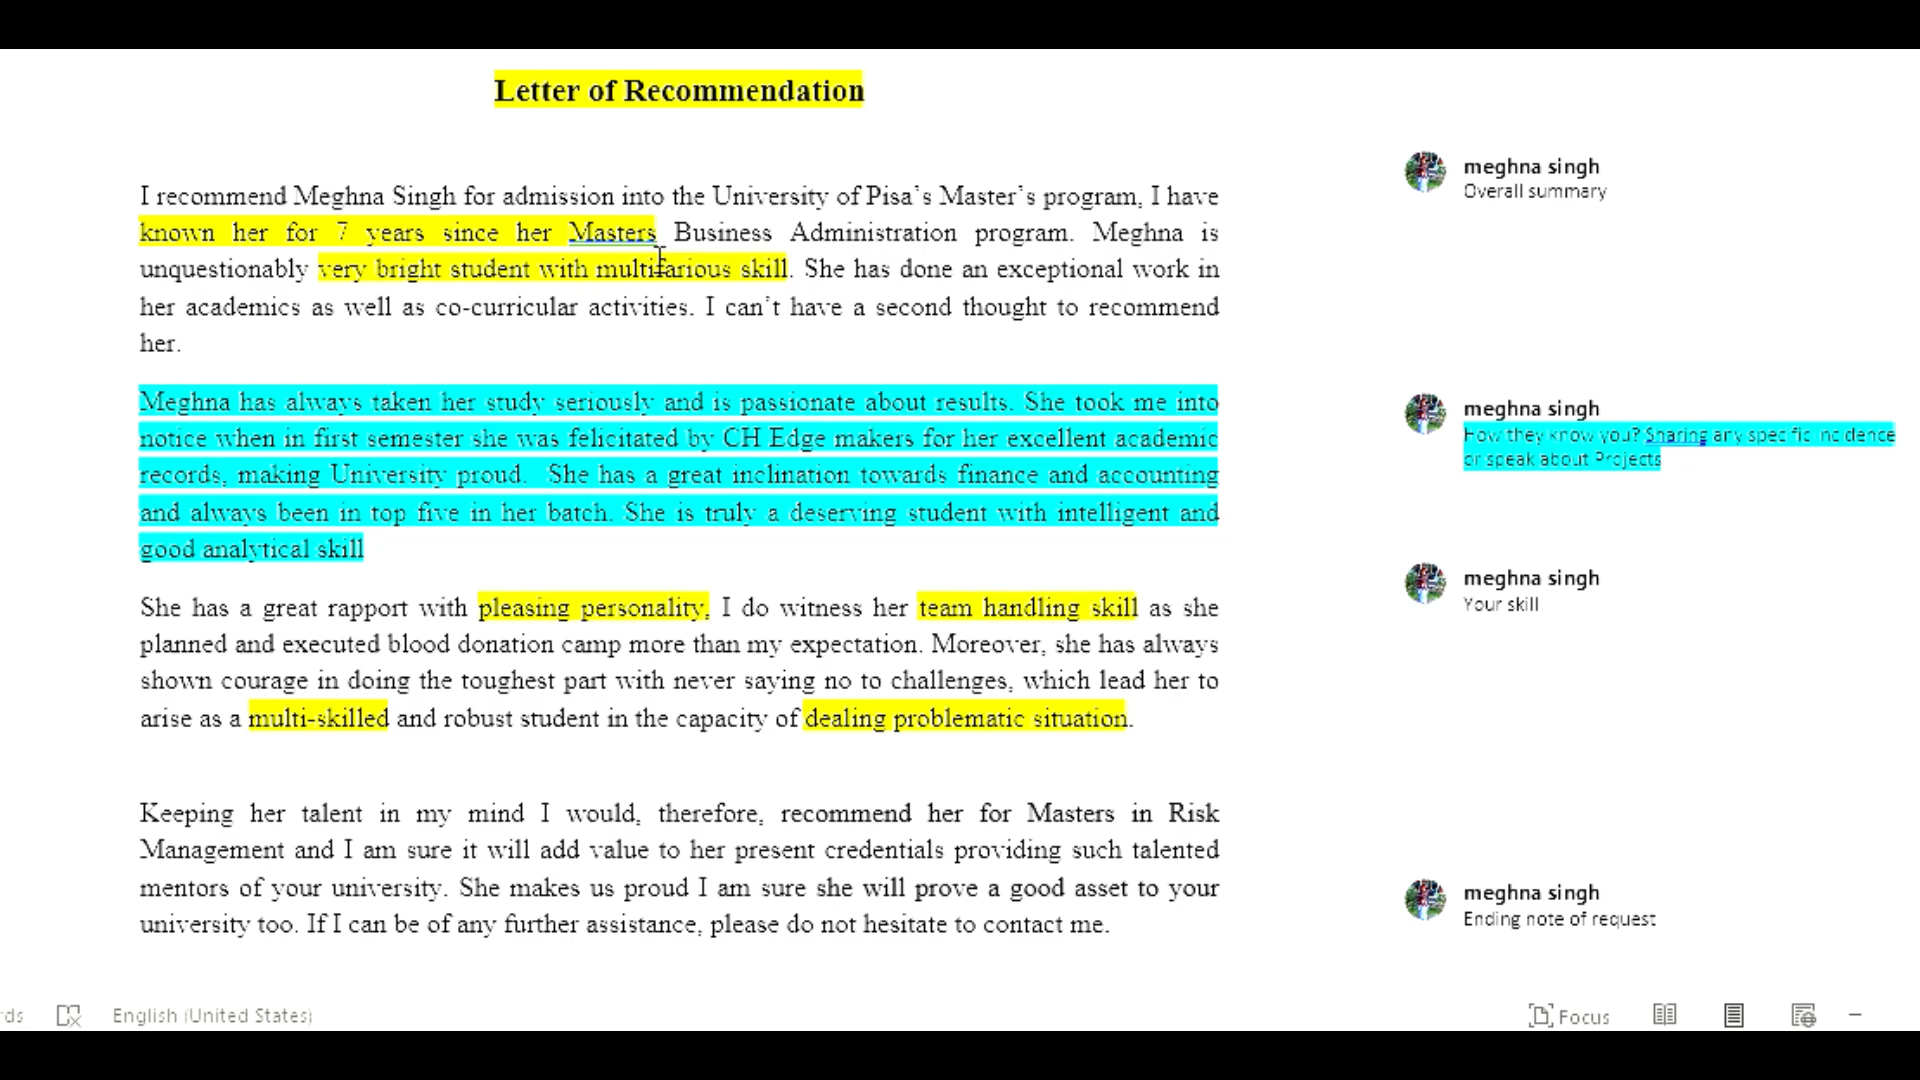 Letter of Recommendation
I recommend Meghna Singh for admission into the University of Pisa's Master's program, I have
known her for 7 years since her Masters Business Administration program. Meghna is
unquestionably very bright student with multifarious skill. She has done an exceptional work in
her academics as well as co-curricular activities. I can't have a second thought to recommend
her.
Meghna has always taken her study seriously and is passionate about results. She took me into
notice when in first semester she was felicitated by CH Edge makers for her excellent academic
records, making University proud. She has a great inclination towards finance and accounting
and always been in top five in her batch. She is truly a deserving student with intelligent and
good analytical skill
She has a great rapport with pleasing personality, I do witness her team handling skill as she
planned and executed blood donation camp more than my expectation. Moreover, she has always
shown courage in doing the toughest part with never saying no to challenges, which lead her to
arise as a multi-skilled and robust student in the capacity of dealing problematic situation.
Keeping her talent in my mind I would, therefore, recommend her for Masters in Risk
Management and I am sure it will add value to her present credentials providing such talented
mentors of your university. She makes us proud I am sure she will prove a good asset to your
university too. If I can be of any further assistance, please do not hesitate to contact me.
meghna singh
Overall summary
meghna singh
How they know you? Sharing any specific incidence
or speak about Projects
meghna singh
Your skill
meghna singh
Ending note of request
rds
English (United States)
Focus